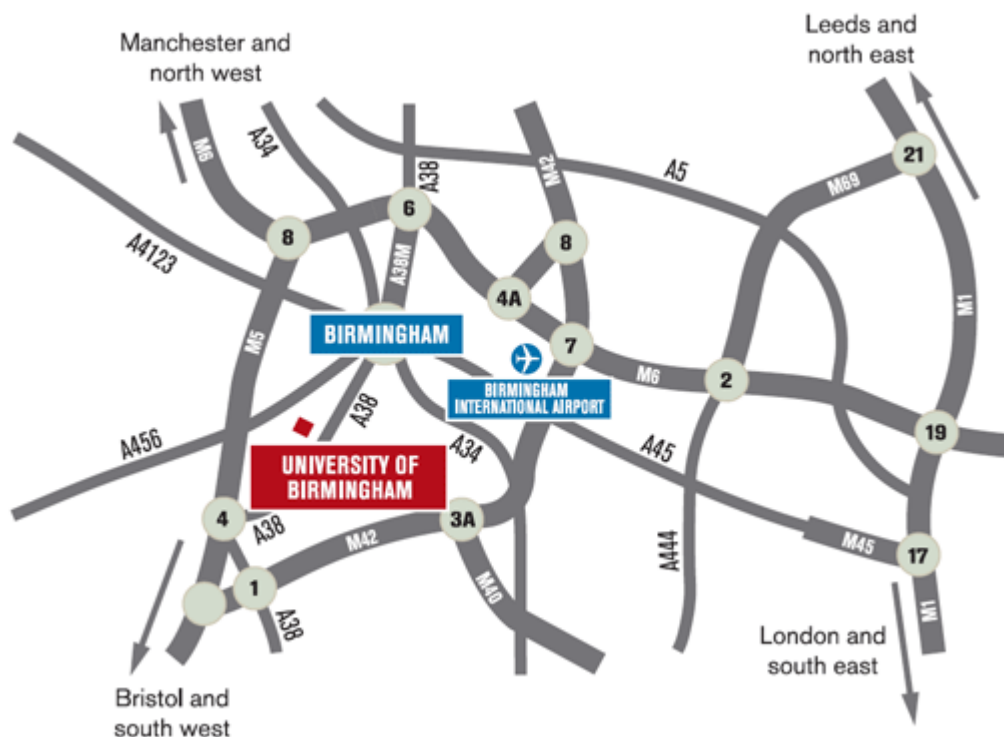 Manchester and
north west
Leeds and
north east
M6
A34
A38
M42
A5
M69
21
A4123
8
6
A38M
8
4A
M5
M1
BIRMINGHAM
7
M6
2
BIRMINGHAM
INTERNATIONAL AIRPORT
A38
A456
A34
A45
19
UNIVERSITY OF
BIRMINGHAM
4
A38
3A
M42
M45
17
A444
1
M40
A38
M1
London and
south east
Bristol and
south west